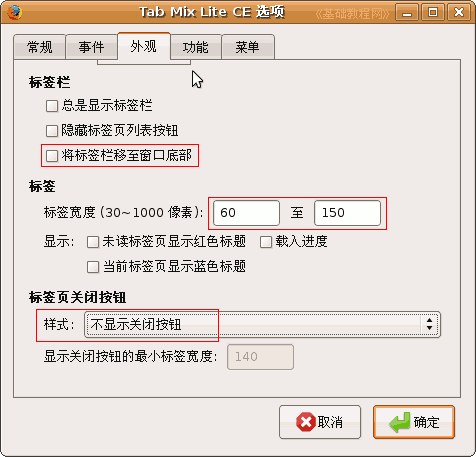 Tab Mix Lite CE 选项
《基础教程网》
常规 事件 外观 功能 菜单
标签栏
总是显示标签栏
隐藏标签页列表按钮
将标签栏移至窗口底部
标签
标签宽度 (30~1000 像素): 60 至 150
显示: 未读标签页显示红色标题 载入进度
当前标签页显示蓝色标题
标签页关闭按钮
样式: 不显示关闭按钮
显示关闭按钮的最小标签宽度: 140
取消 确定